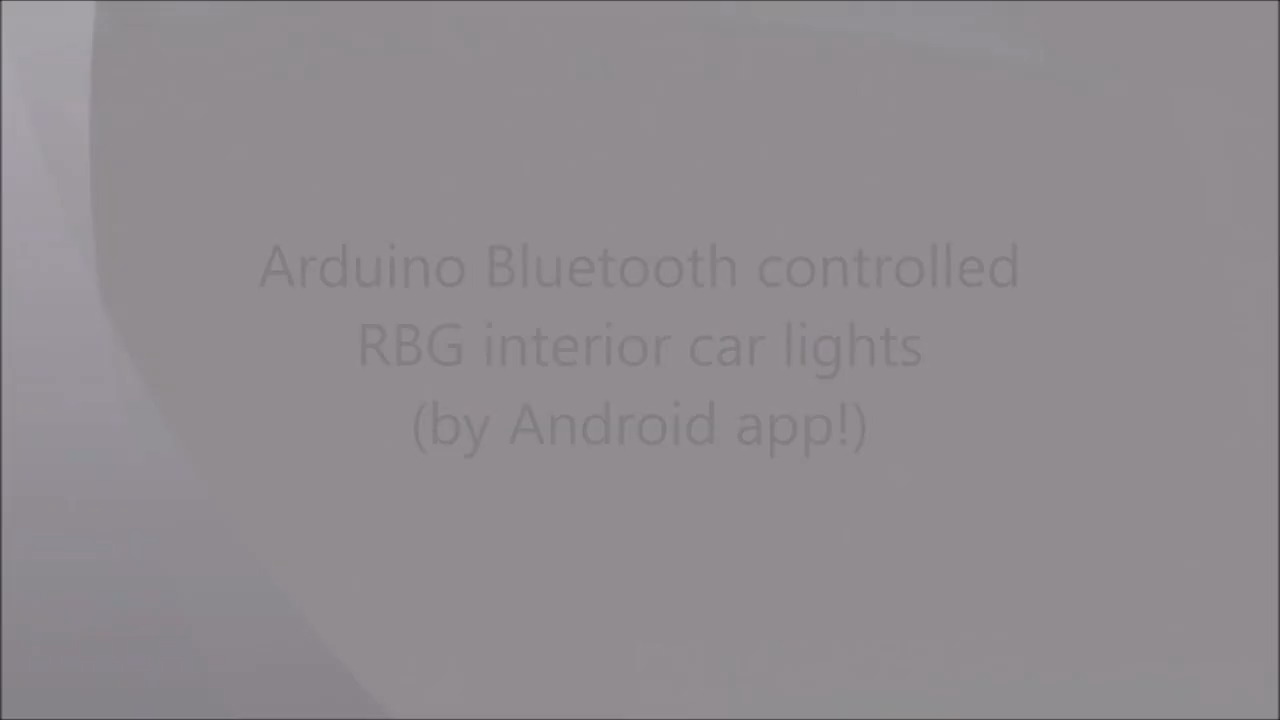 Arduino Bluetooth controlled
RBG interior car lights
(by Android app!)